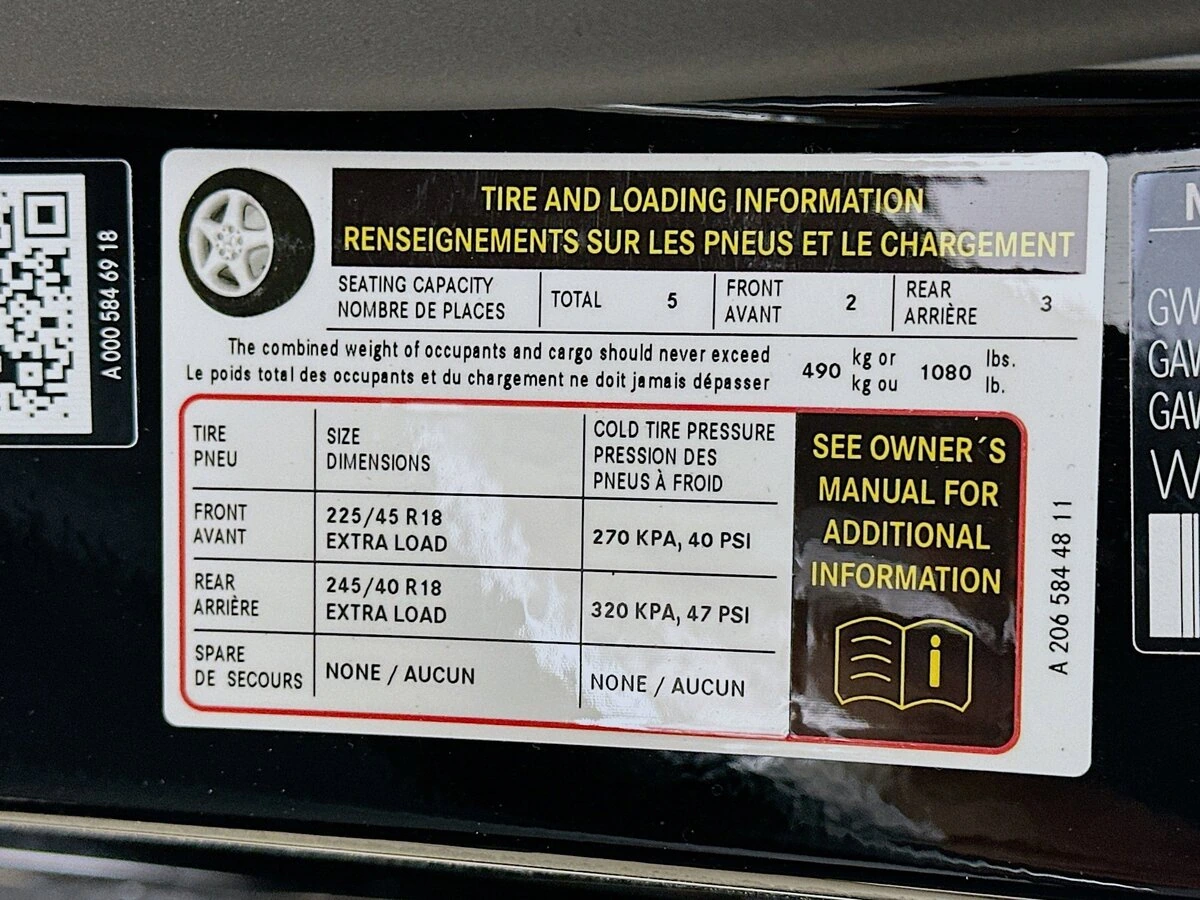 A 000 584 69 18
TIRE AND LOADING INFORMATION
RENSEIGNEMENTS SUR LES PNEUS ET LE CHARGEMENT
SEATING CAPACITY
NOMBRE DE PLACES
TOTAL 5
FRONT
AVANT
2
REAR
ARRIÈRE
3
The combined weight of occupants and cargo should never exceed
Le poids total des occupants et du chargement ne doit jamais dépasser
490
kg or
kg ou
1080
lbs.
lb.
TIRE
PNEU
SIZE
DIMENSIONS
COLD TIRE PRESSURE
PRESSION DES
PNEUS À FROID
FRONT
AVANT
225/45 R18
EXTRA LOAD
270 KPA, 40 PSI
REAR
ARRIÈRE
245/40 R18
EXTRA LOAD
320 KPA, 47 PSI
SPARE
DE SECOURS
NONE / AUCUN
NONE / AUCUN
SEE OWNER´S
MANUAL FOR
ADDITIONAL
INFORMATION
i
A 206 584 48 11